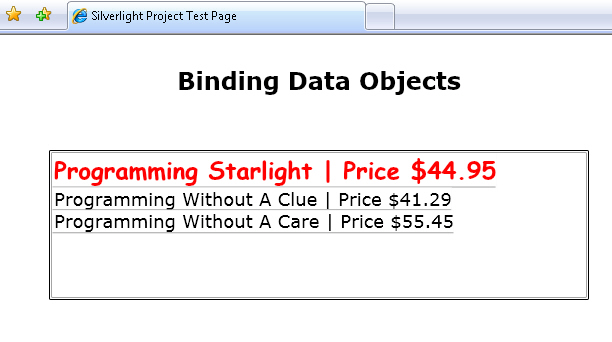 Silverlight Project Test Page
Binding Data Objects
Programming Starlight | Price $44.95
Programming Without A Clue | Price $41.29
Programming Without A Care | Price $55.45